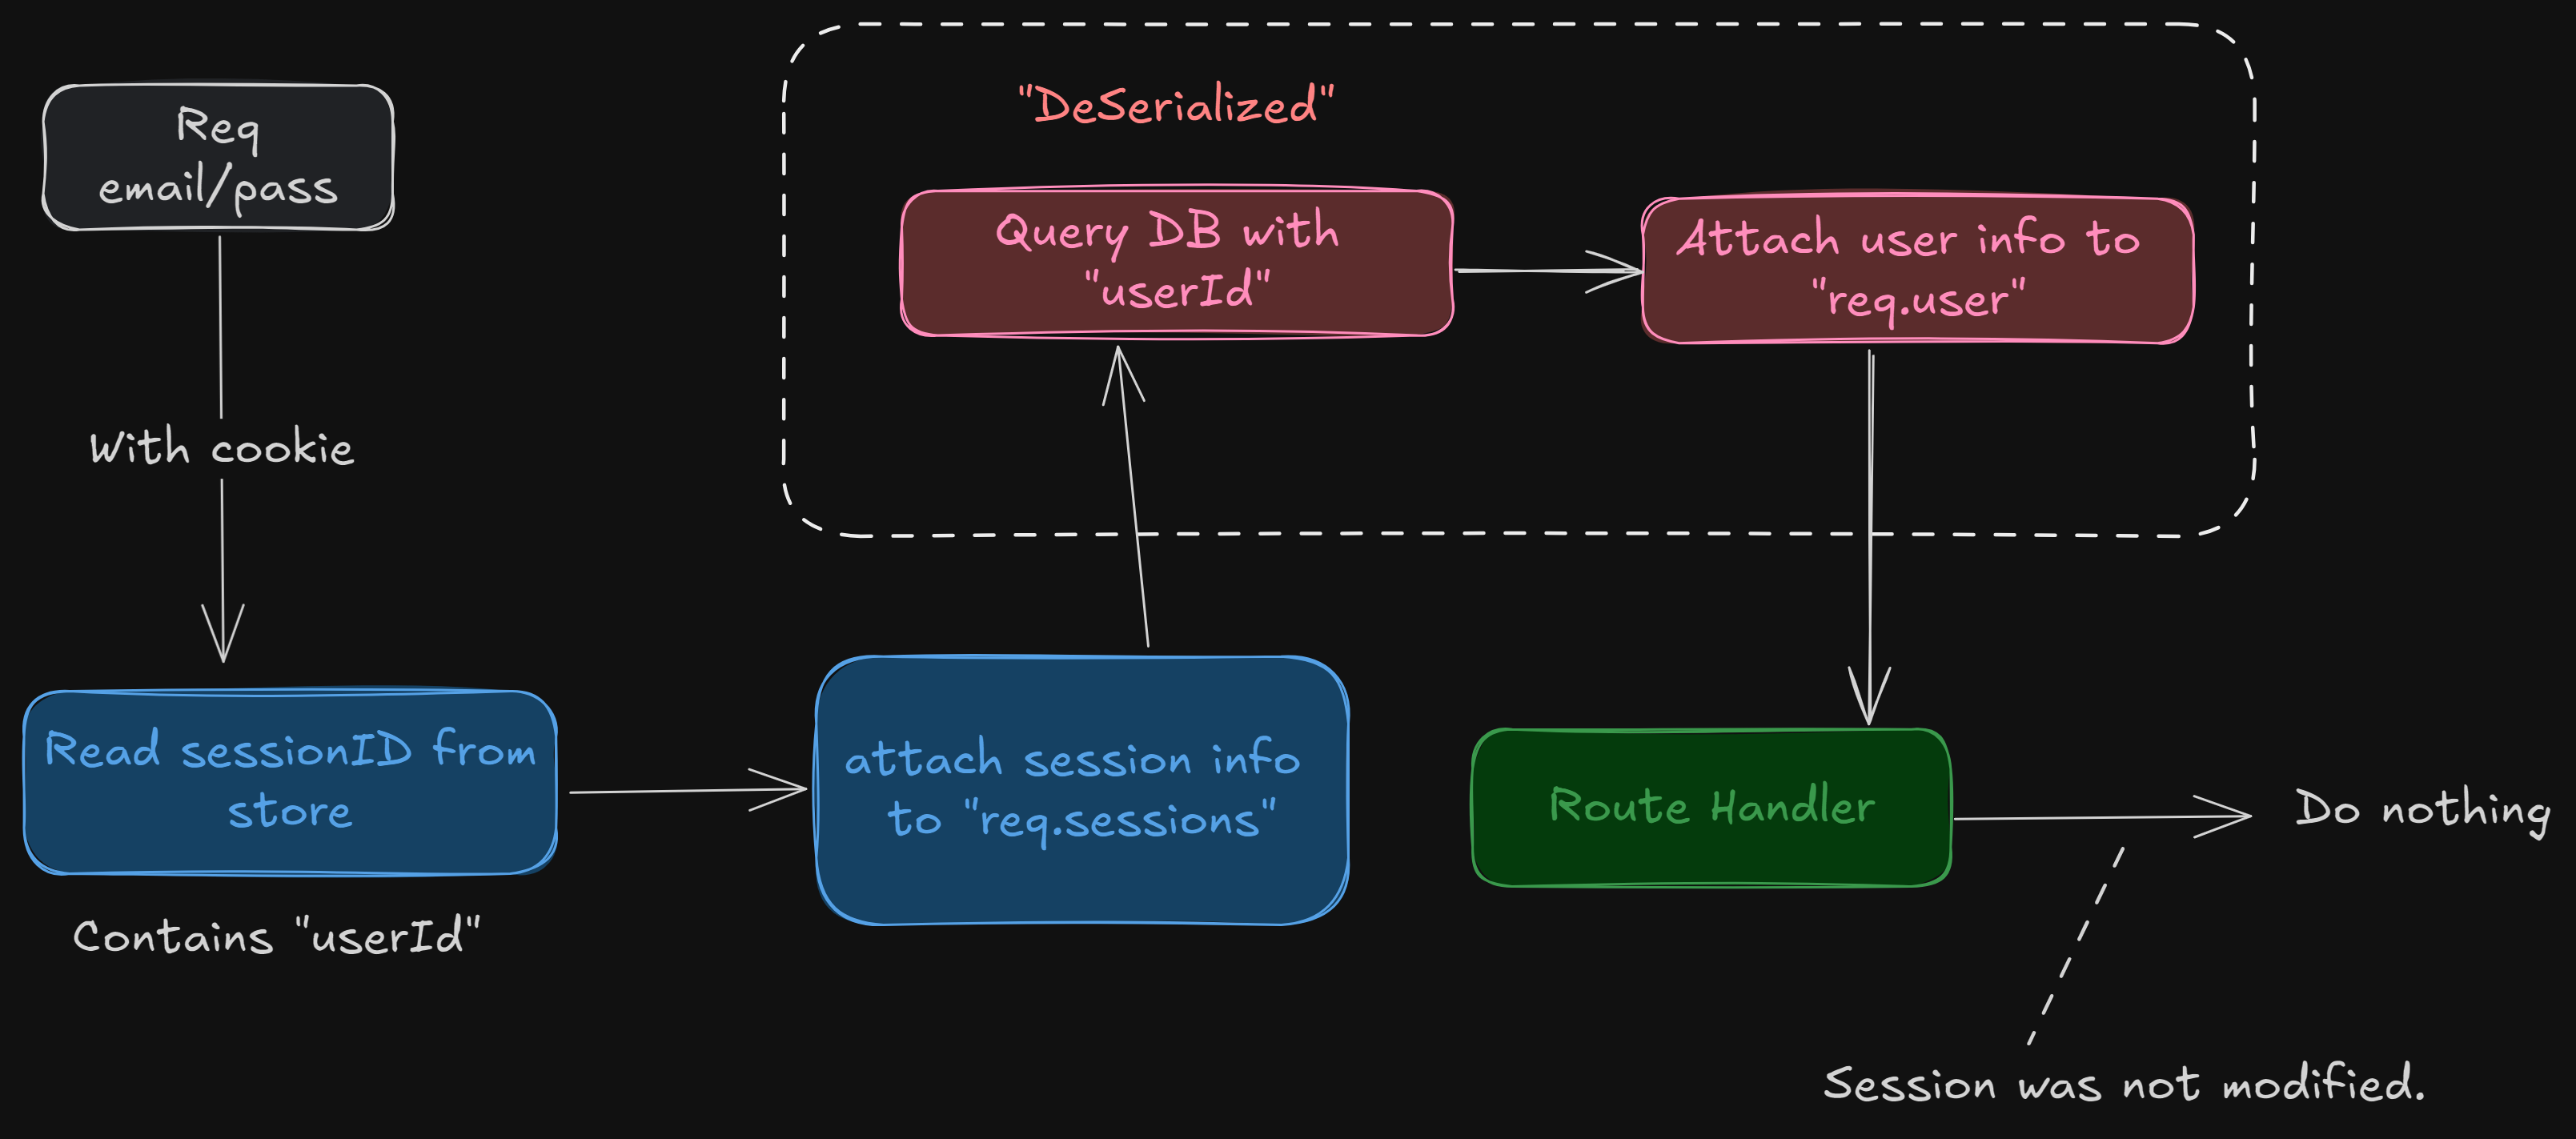 Req
email/pass
With cookie
Read sessionID from
store
Contains "userId"
attach session info
to "req.sessions"
"DeSerialized"
Query DB with
"userId"
Attach user info to
"req.user"
Route Handler
Do nothing
Session was not modified.